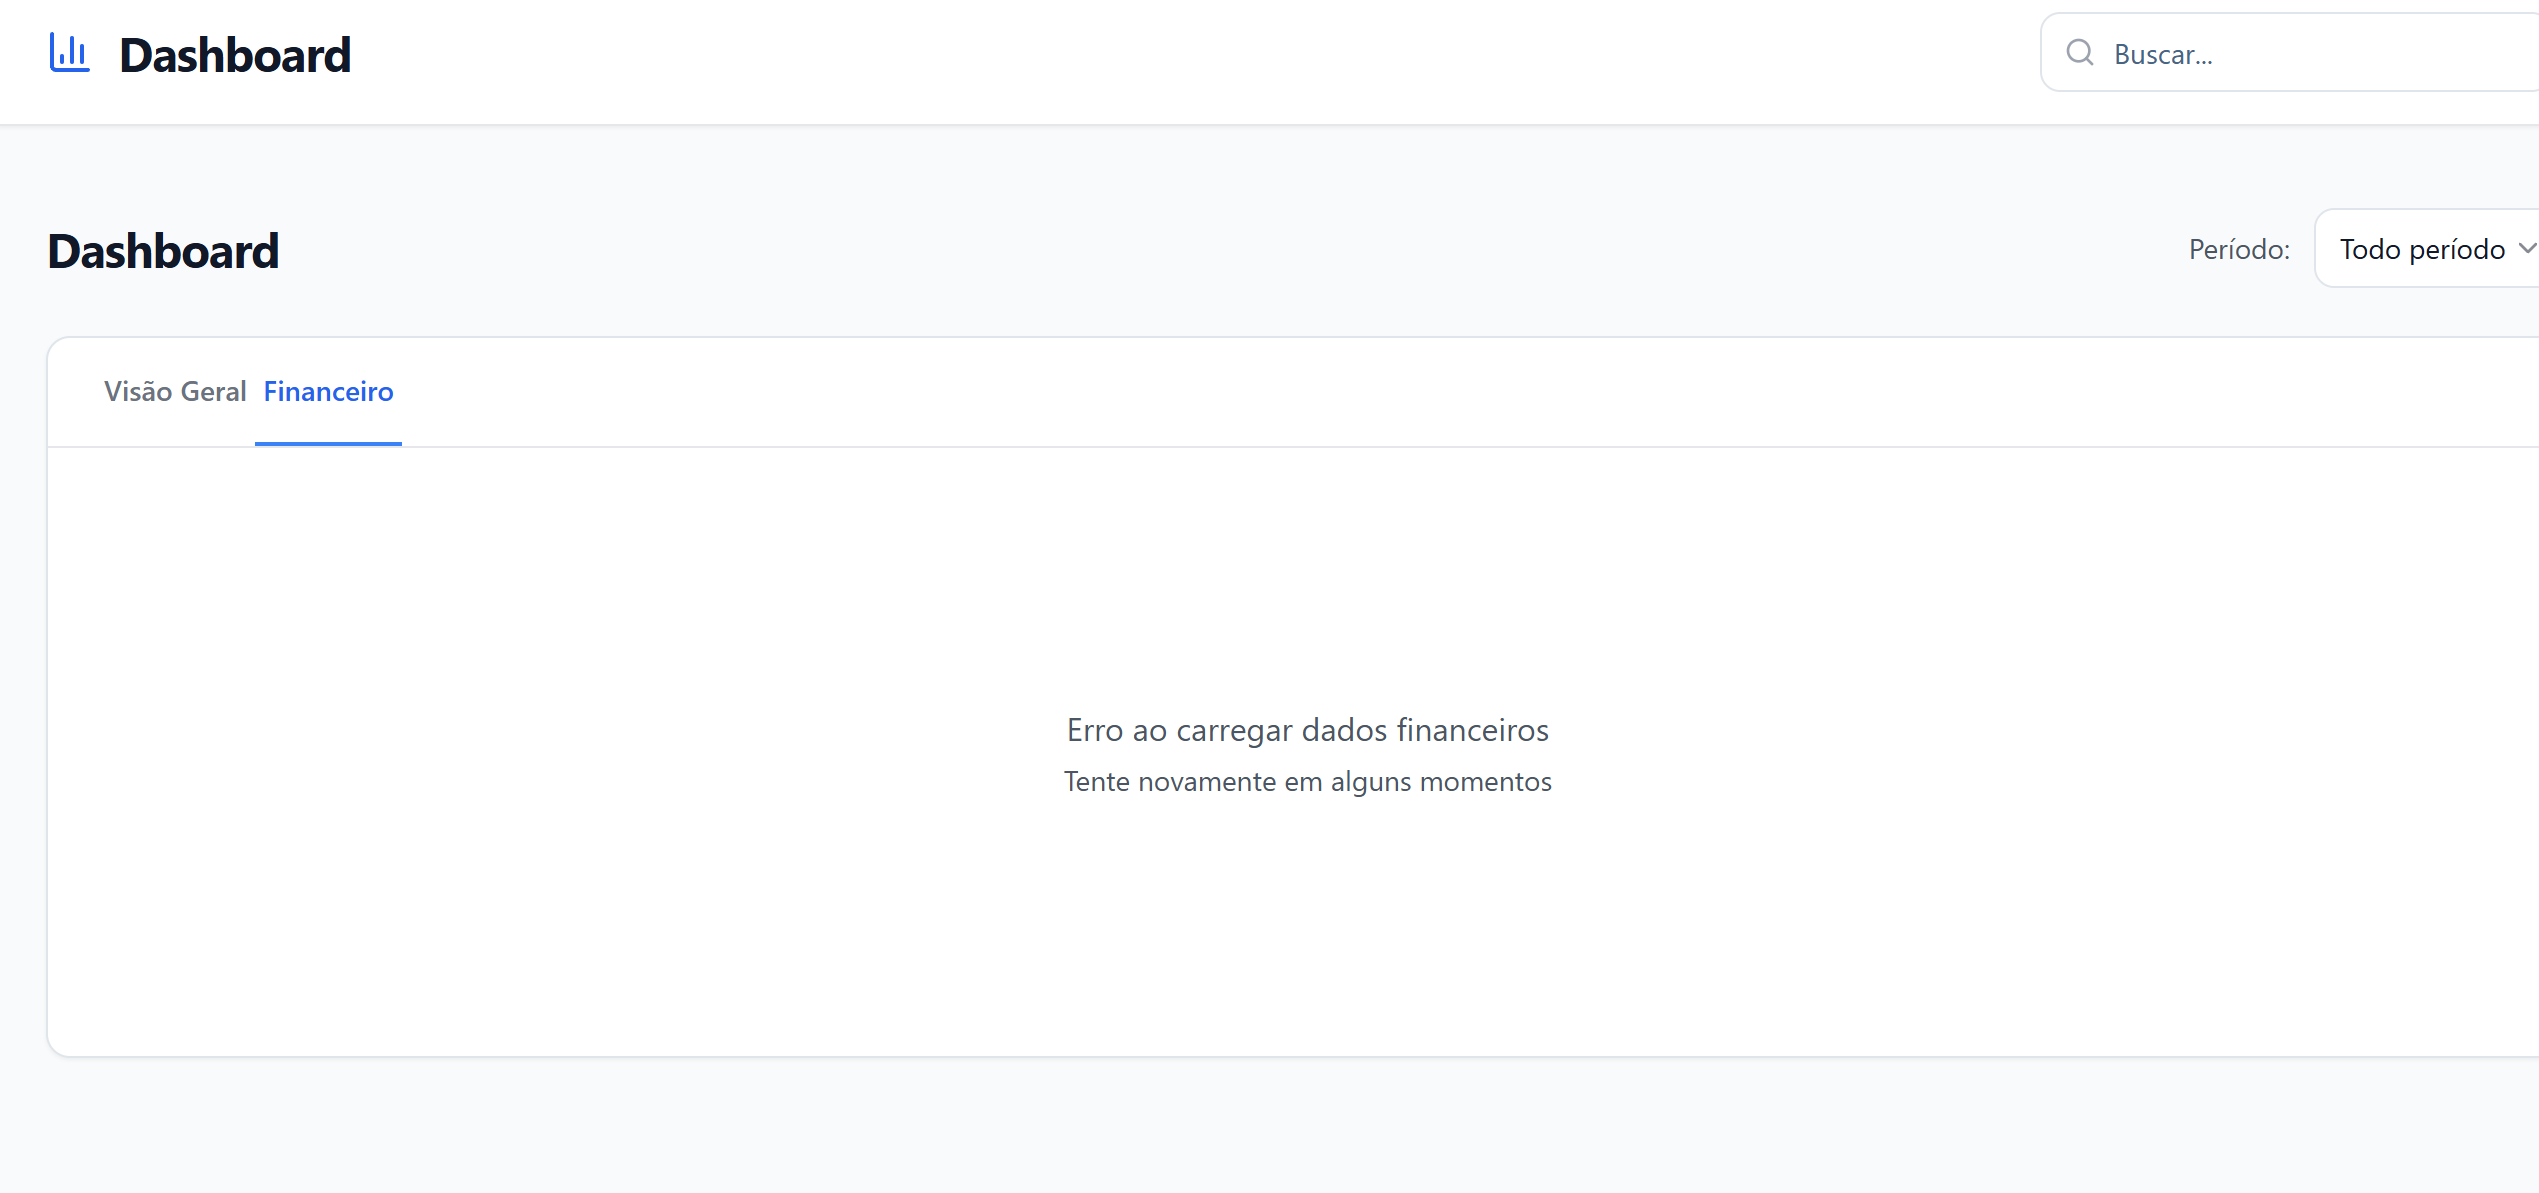 Dashboard
Buscar...
Dashboard
Período:
Todo período
Visão Geral
Financeiro
Erro ao carregar dados financeiros
Tente novamente em alguns momentos